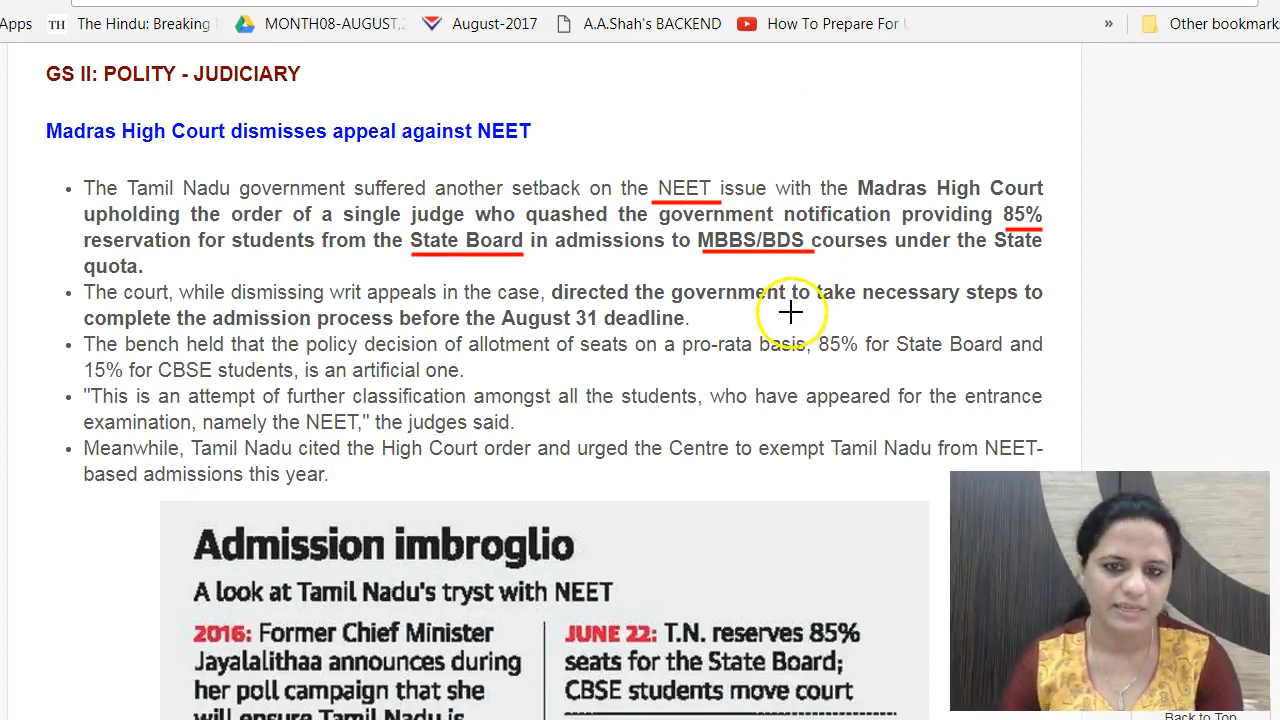 Apps TH The Hindu: Breaking MONTH08-AUGUST,2 August-2017 A.A.Shah's BACKEND How To Prepare For U » Other bookmark
GS II: POLITY - JUDICIARY
Madras High Court dismisses appeal against NEET
• The Tamil Nadu government suffered another setback on the NEET issue with the Madras High Court
upholding the order of a single judge who quashed the government notification providing 85%
reservation for students from the State Board in admissions to MBBS/BDS courses under the State
quota.
• The court, while dismissing writ appeals in the case, directed the government to take necessary steps to
complete the admission process before the August 31 deadline.
• The bench held that the policy decision of allotment of seats on a pro-rata basis, 85% for State Board and
15% for CBSE students, is an artificial one.
• "This is an attempt of further classification amongst all the students, who have appeared for the entrance
examination, namely the NEET," the judges said.
• Meanwhile, Tamil Nadu cited the High Court order and urged the Centre to exempt Tamil Nadu from NEET-
based admissions this year.
Admission imbroglio
A look at Tamil Nadu's tryst with NEET
2016: Former Chief Minister
Jayalalithaa announces during
her poll campaign that she
will ensure Tamil Nadu is
JUNE 22: T.N. reserves 85%
seats for the State Board;
CBSE students move court
Back to Top